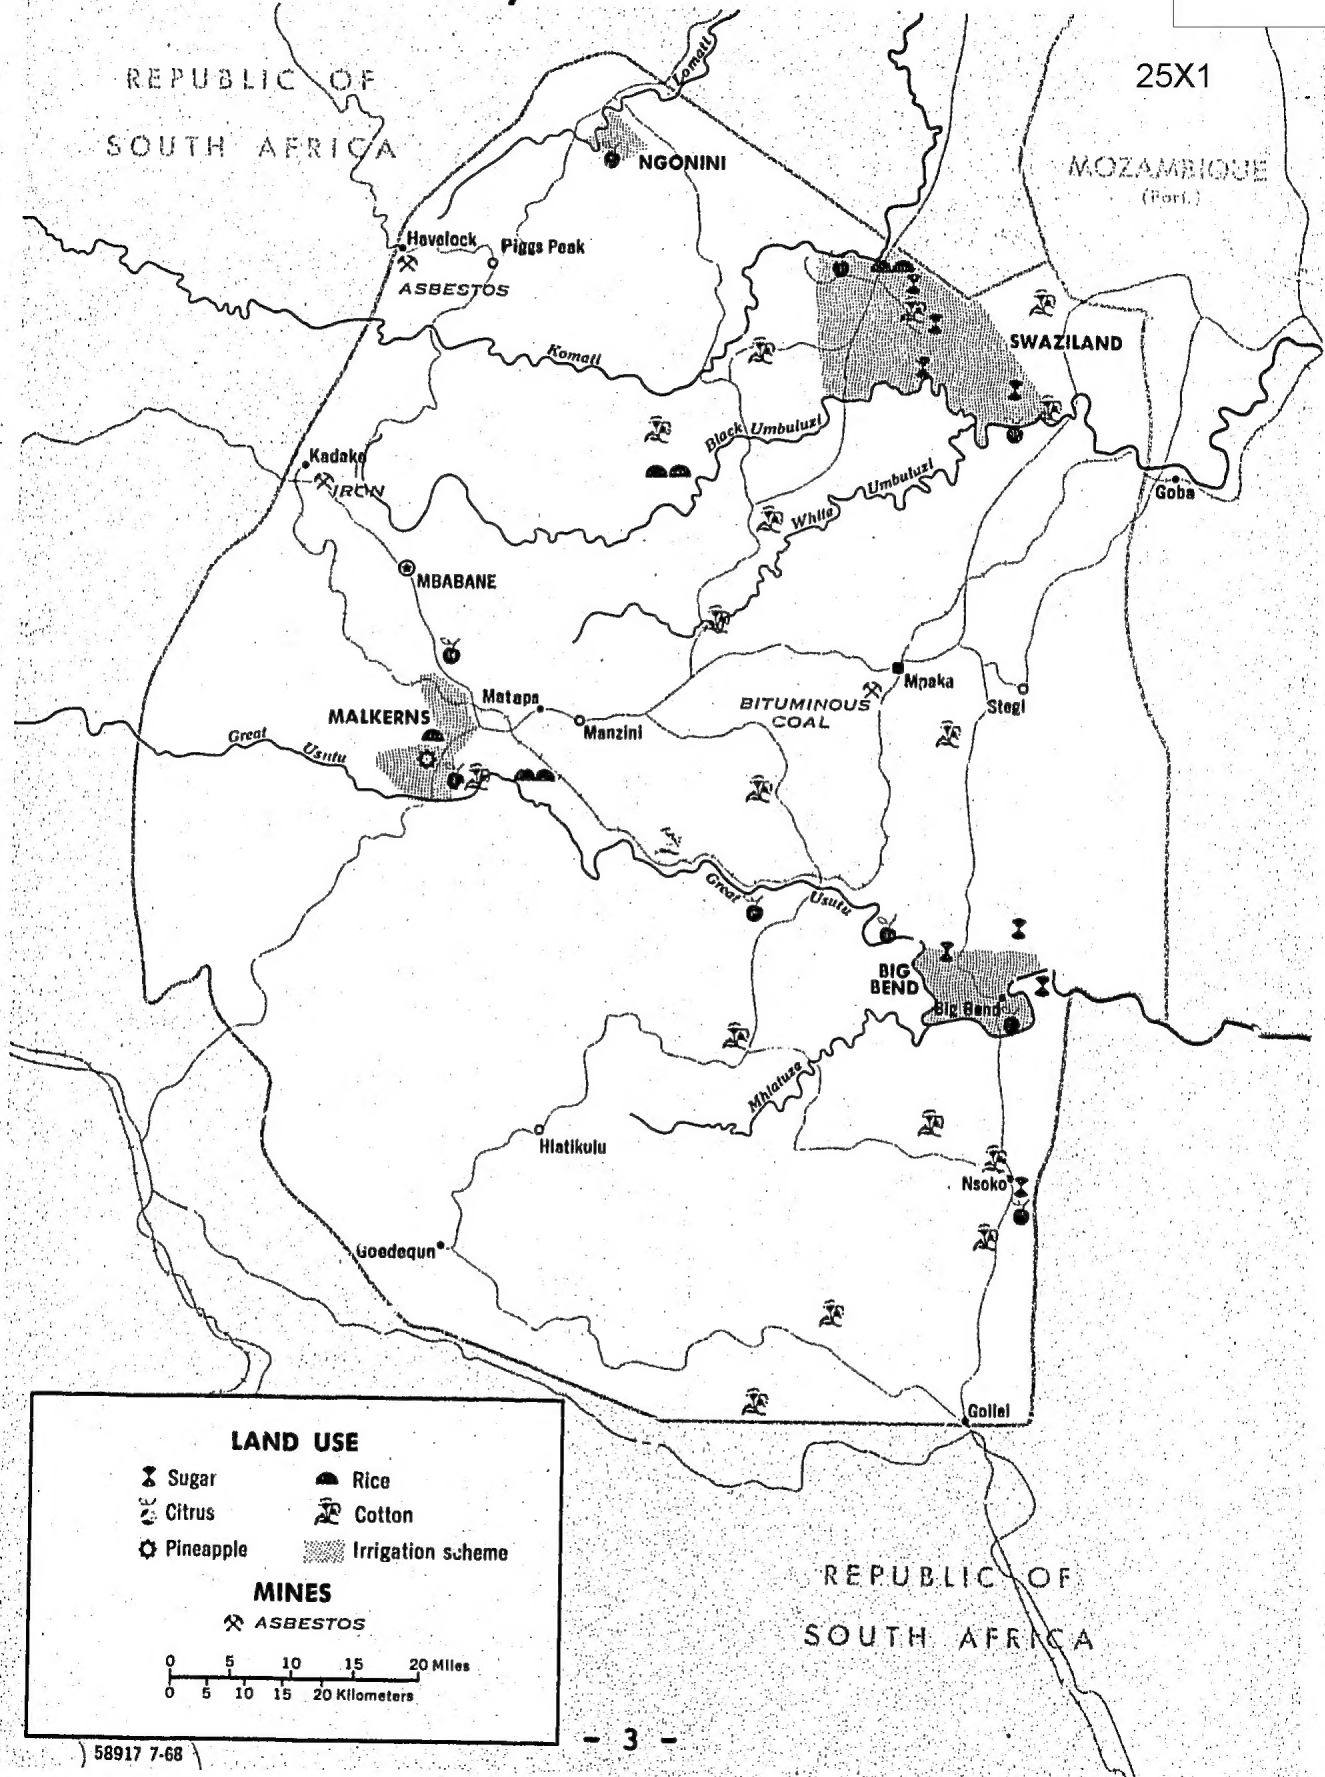 25X1
REPUBLIC OF
SOUTH AFRICA
Lomati
MOZAMBIQUE
(Port.)
NGONINI
Havelock
Piggs Peak
ASBESTOS
Komati
SWAZILAND
Black Umbuluzi
Kadake
IRON
White Umbuluzi
Goba
MBABANE
Matapa
Manzini
BITUMINOUS
COAL
Mpaka
Stegi
MALKERNS
Great Usutu
Great Usutu
BIG
BEND
Big Bend
Mhlatuze
Hlatikulu
Nsoko
Goedegun
Gollel
LAND USE
Sugar
Rice
Citrus
Cotton
Pineapple
Irrigation scheme
MINES
ASBESTOS
0 5 10 15 20 Miles
0 5 10 15 20 Kilometers
REPUBLIC OF
SOUTH AFRICA
58917 7-68
- 3 -